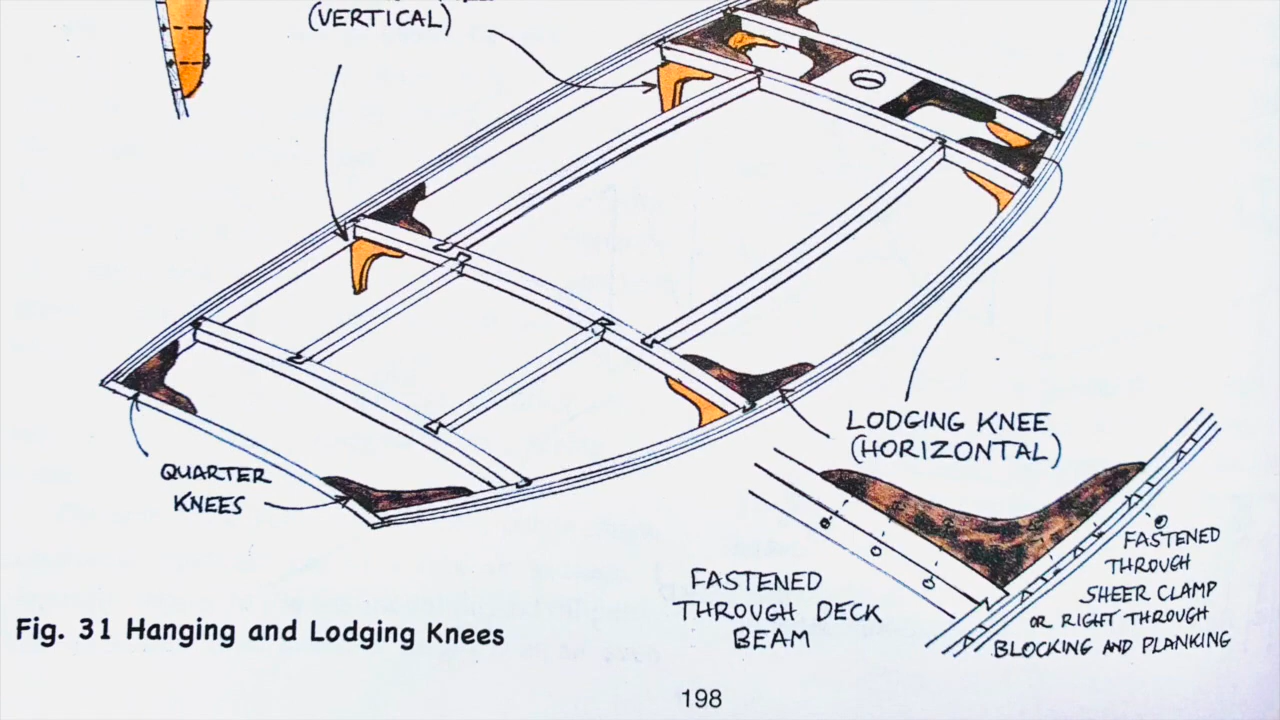 (VERTICAL)
QUARTER
KNEES
LODGING KNEE
(HORIZONTAL)
FASTENED
THROUGH DECK
BEAM
FASTENED
THROUGH
SHEER CLAMP
OR RIGHT THROUGH
BLOCKING AND PLANKING
Fig. 31 Hanging and Lodging Knees
198